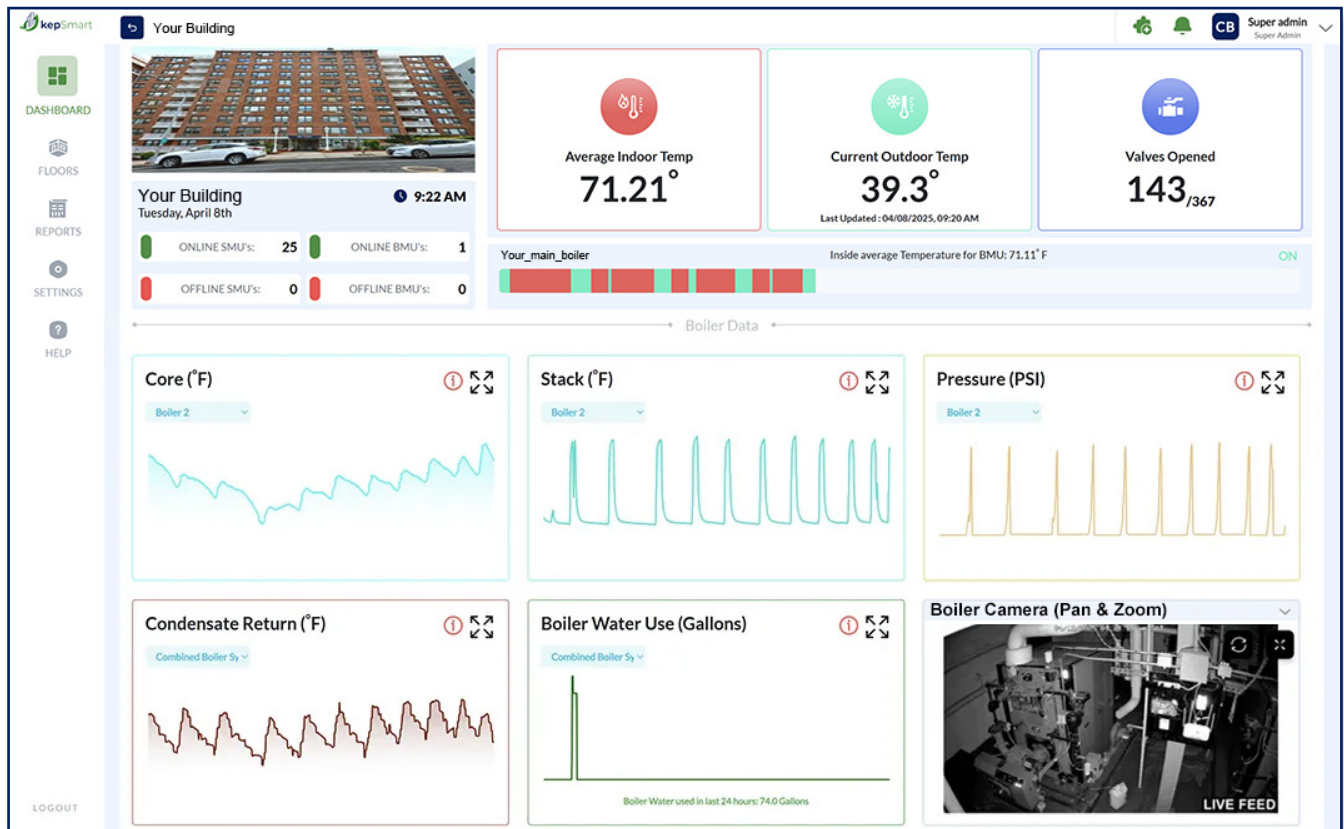 kepSmart
Your Building
CB
Super admin
Super Admin
DASHBOARD
FLOORS
REPORTS
SETTINGS
HELP
LOGOUT
Your Building
9:22 AM
Tuesday, April 8th
ONLINE SMU's: 25
ONLINE BMU's: 1
OFFLINE SMU's: 0
OFFLINE BMU's: 0
Average Indoor Temp
71.21°
Current Outdoor Temp
39.3°
Last Updated : 04/08/2025, 09:20 AM
Valves Opened
143/367
Your_main_boiler
Inside average Temperature for BMU: 71.11° F
ON
Boiler Data
Core (°F)
Boiler 2
Stack (°F)
Boiler 2
Pressure (PSI)
Boiler 2
Condensate Return (°F)
Combined Boiler Sy
Boiler Water Use (Gallons)
Combined Boiler Sy
Boiler Water used in last 24 hours: 74.0 Gallons
Boiler Camera (Pan & Zoom)
LIVE FEED